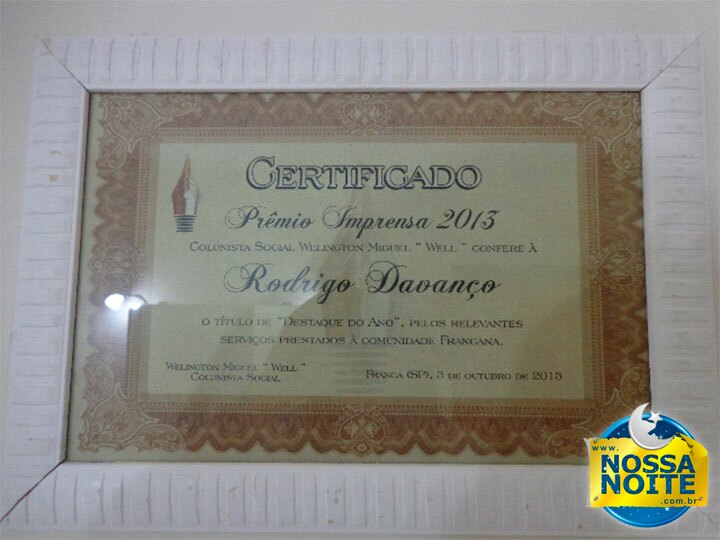 CERTIFICADO
Prêmio Imprensa 2013
COLUNISTA SOCIAL WELINGTON MIGUEL " WELL " CONFERE À
Rodrigo Davanço
O TÍTULO DE "DESTAQUE DO ANO", PELOS RELEVANTES
SERVIÇOS PRESTADOS À COMUNIDADE FRANCANA.
WELINGTON MIGUEL " WELL "
COLUNISTA SOCIAL
FRANCA (SP), 3 DE OUTUBRO DE 2013
www.
NOSSA
NOITE
.com.br